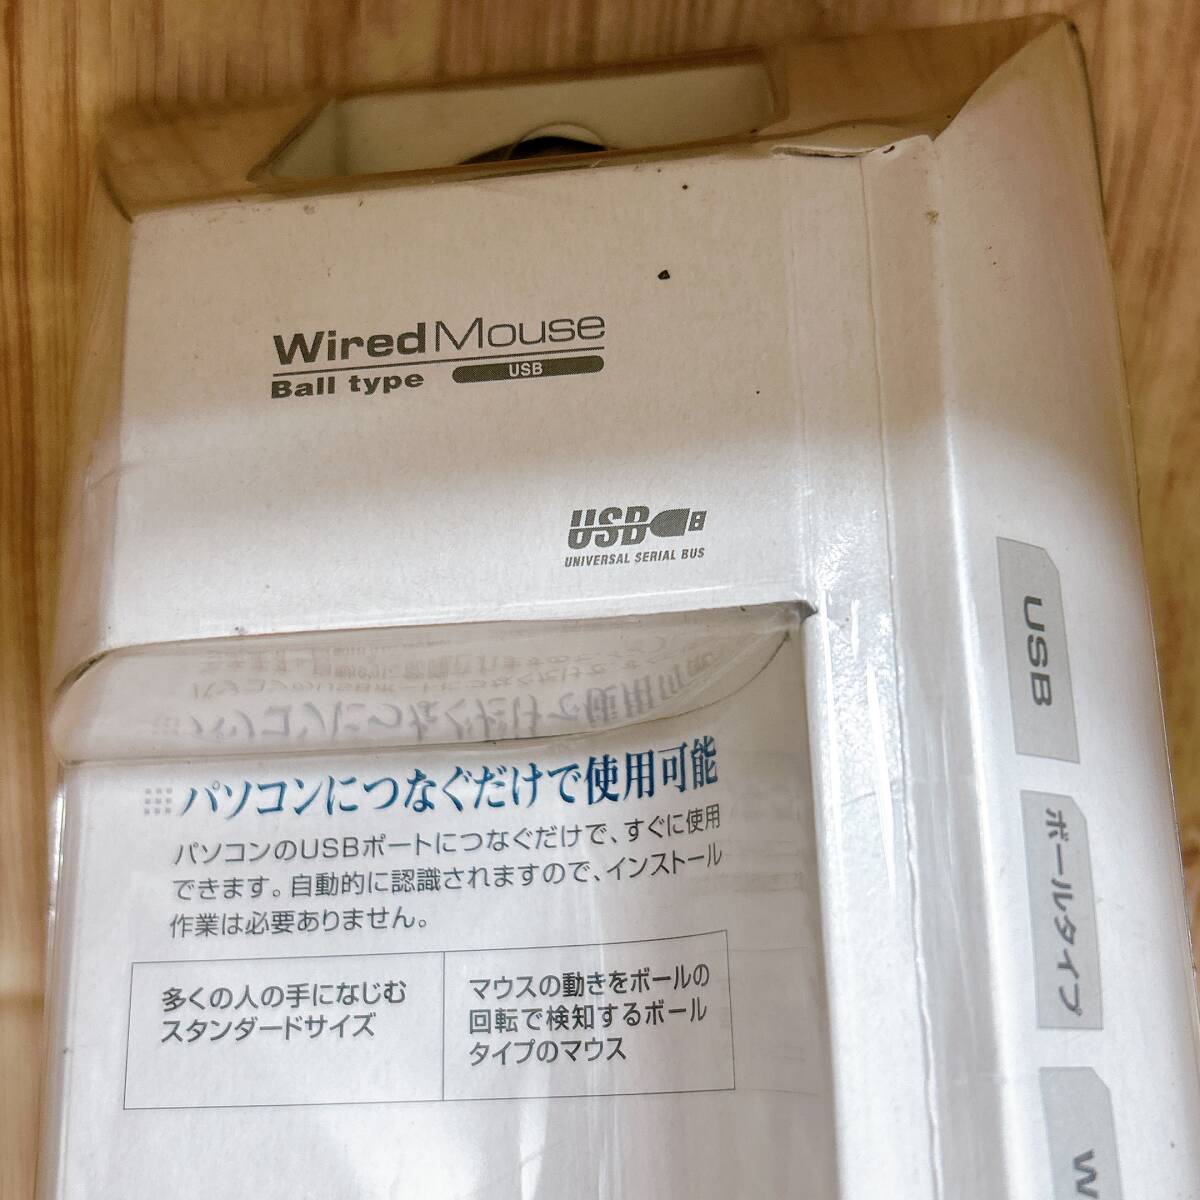 Wired Mouse
Ball type USB
USB
UNIVERSAL SERIAL BUS
パソコンにつなぐだけで使用可能
パソコンのUSBポートにつなぐだけで、すぐに使用
できます。自動的に認識されますので、インストール
作業は必要ありません。
多くの人の手になじむ
スタンダードサイズ
マウスの動きをボールの
回転で検知するボール
タイプのマウス
USB
ボールタイプ
W